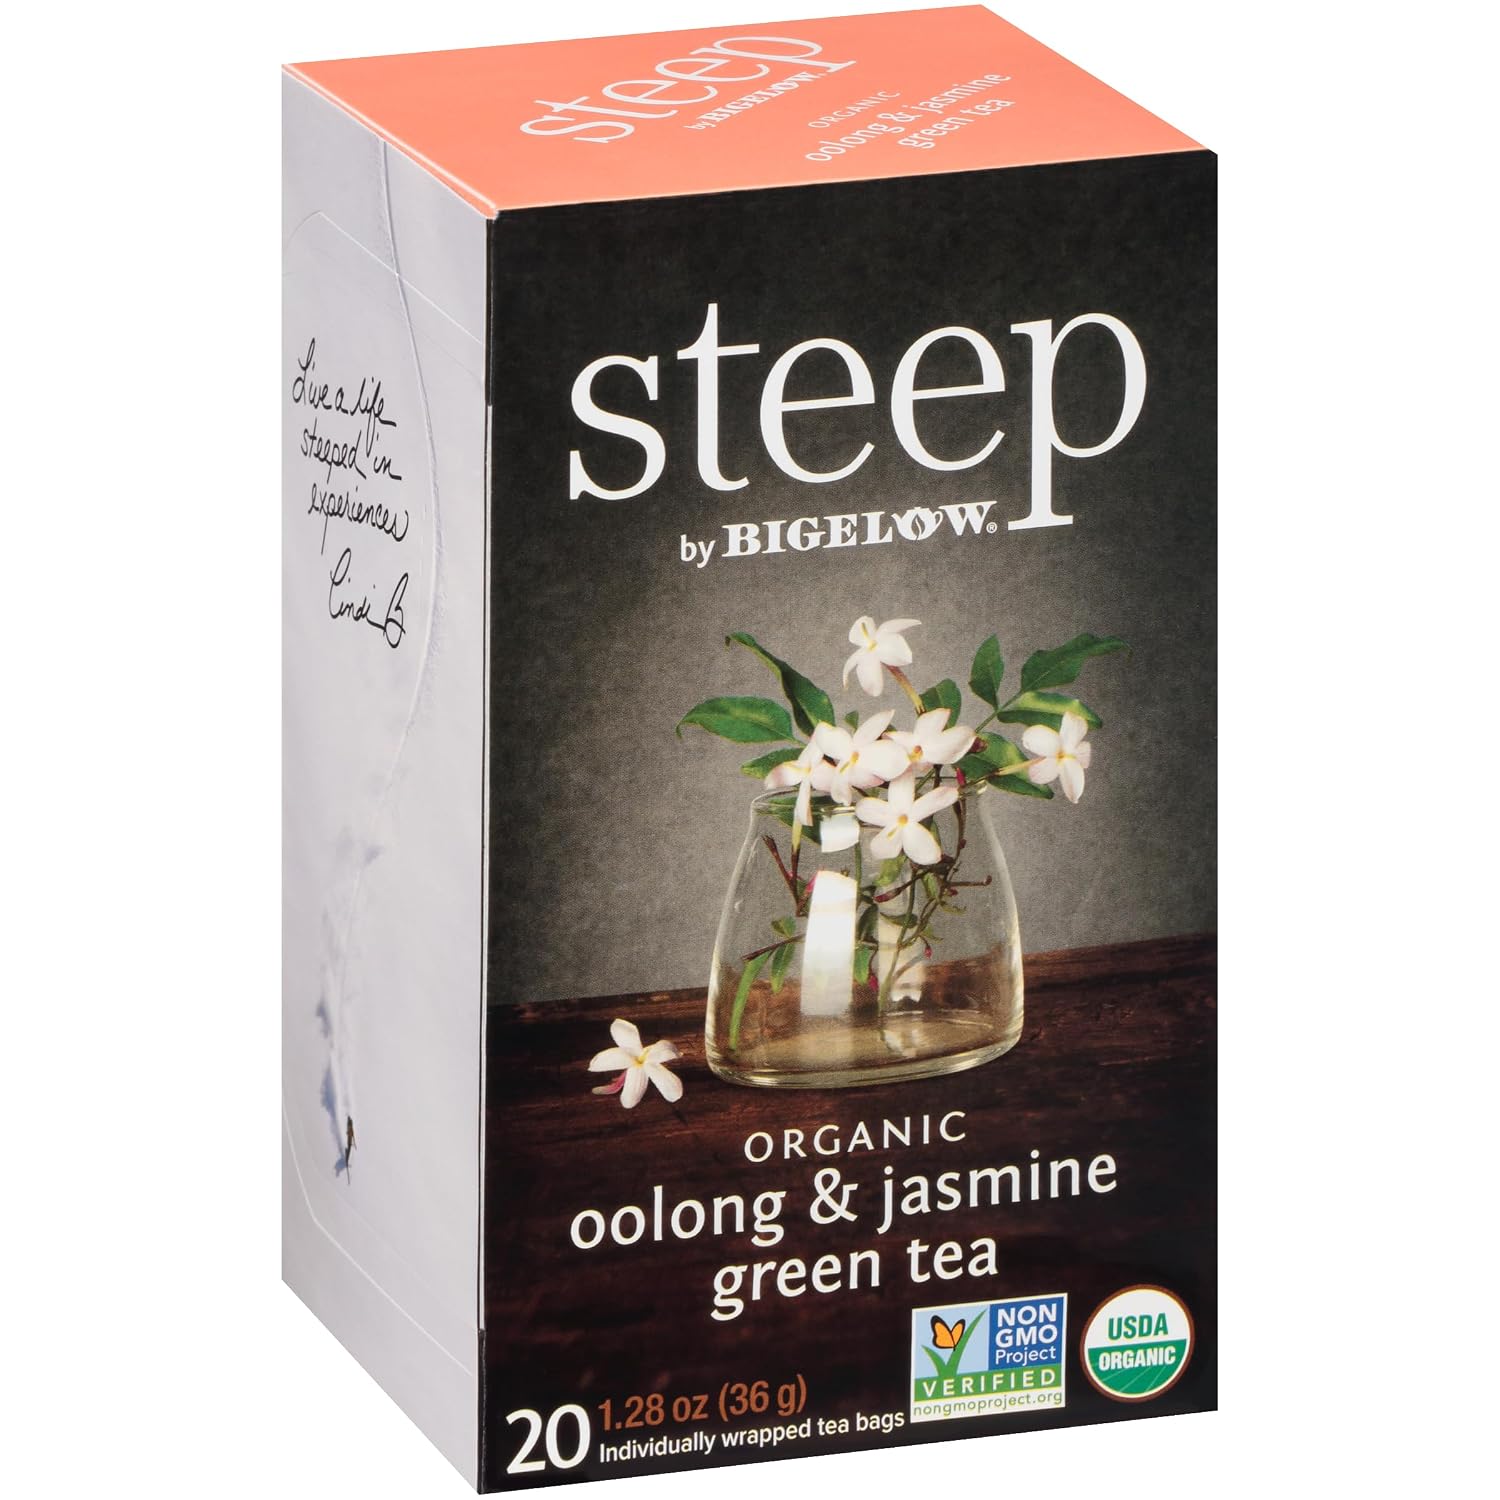 steep
by BIGELOW®
ORGANIC
oolong & jasmine
green tea
Live a life
steeped in
experiences
Cindi B
steep
by BIGELOW®
ORGANIC
oolong & jasmine
green tea
NON
GMO
Project
VERIFIED
nongmoproject.org
USDA
ORGANIC
20 1.28 oz (36 g)
Individually wrapped tea bags